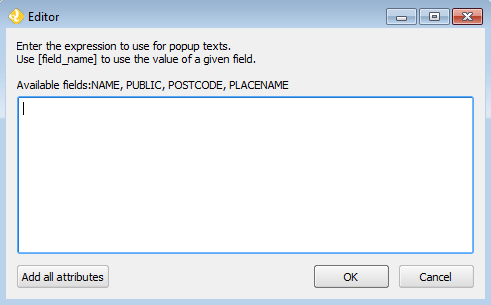 Editor
Enter the expression to use for popup texts.
Use [field_name] to use the value of a given field.
Available fields:NAME, PUBLIC, POSTCODE, PLACENAME
Add all attributes
OK
Cancel